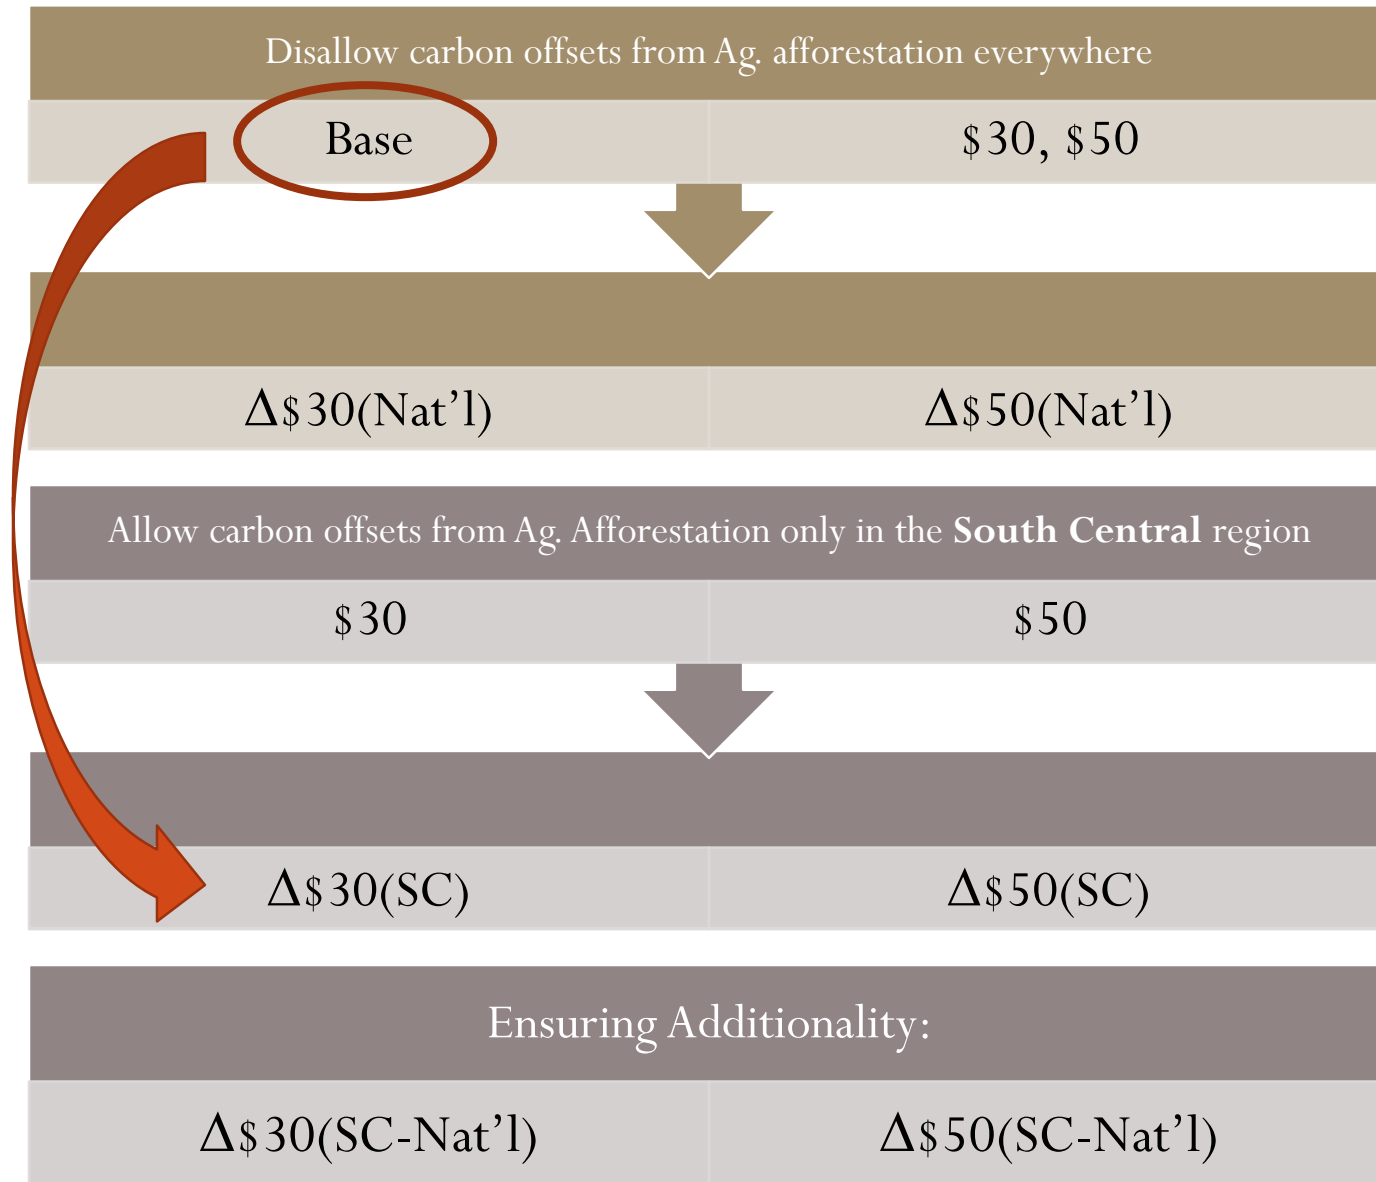 Disallow carbon offsets from Ag. afforestation everywhere
Base
$30, $50
Δ$30(Nat’l)
Δ$50(Nat’l)
Allow carbon offsets from Ag. Afforestation only in the South Central region
$30
$50
Δ$30(SC)
Δ$50(SC)
Ensuring Additionality:
Δ$30(SC-Nat’l)
Δ$50(SC-Nat’l)